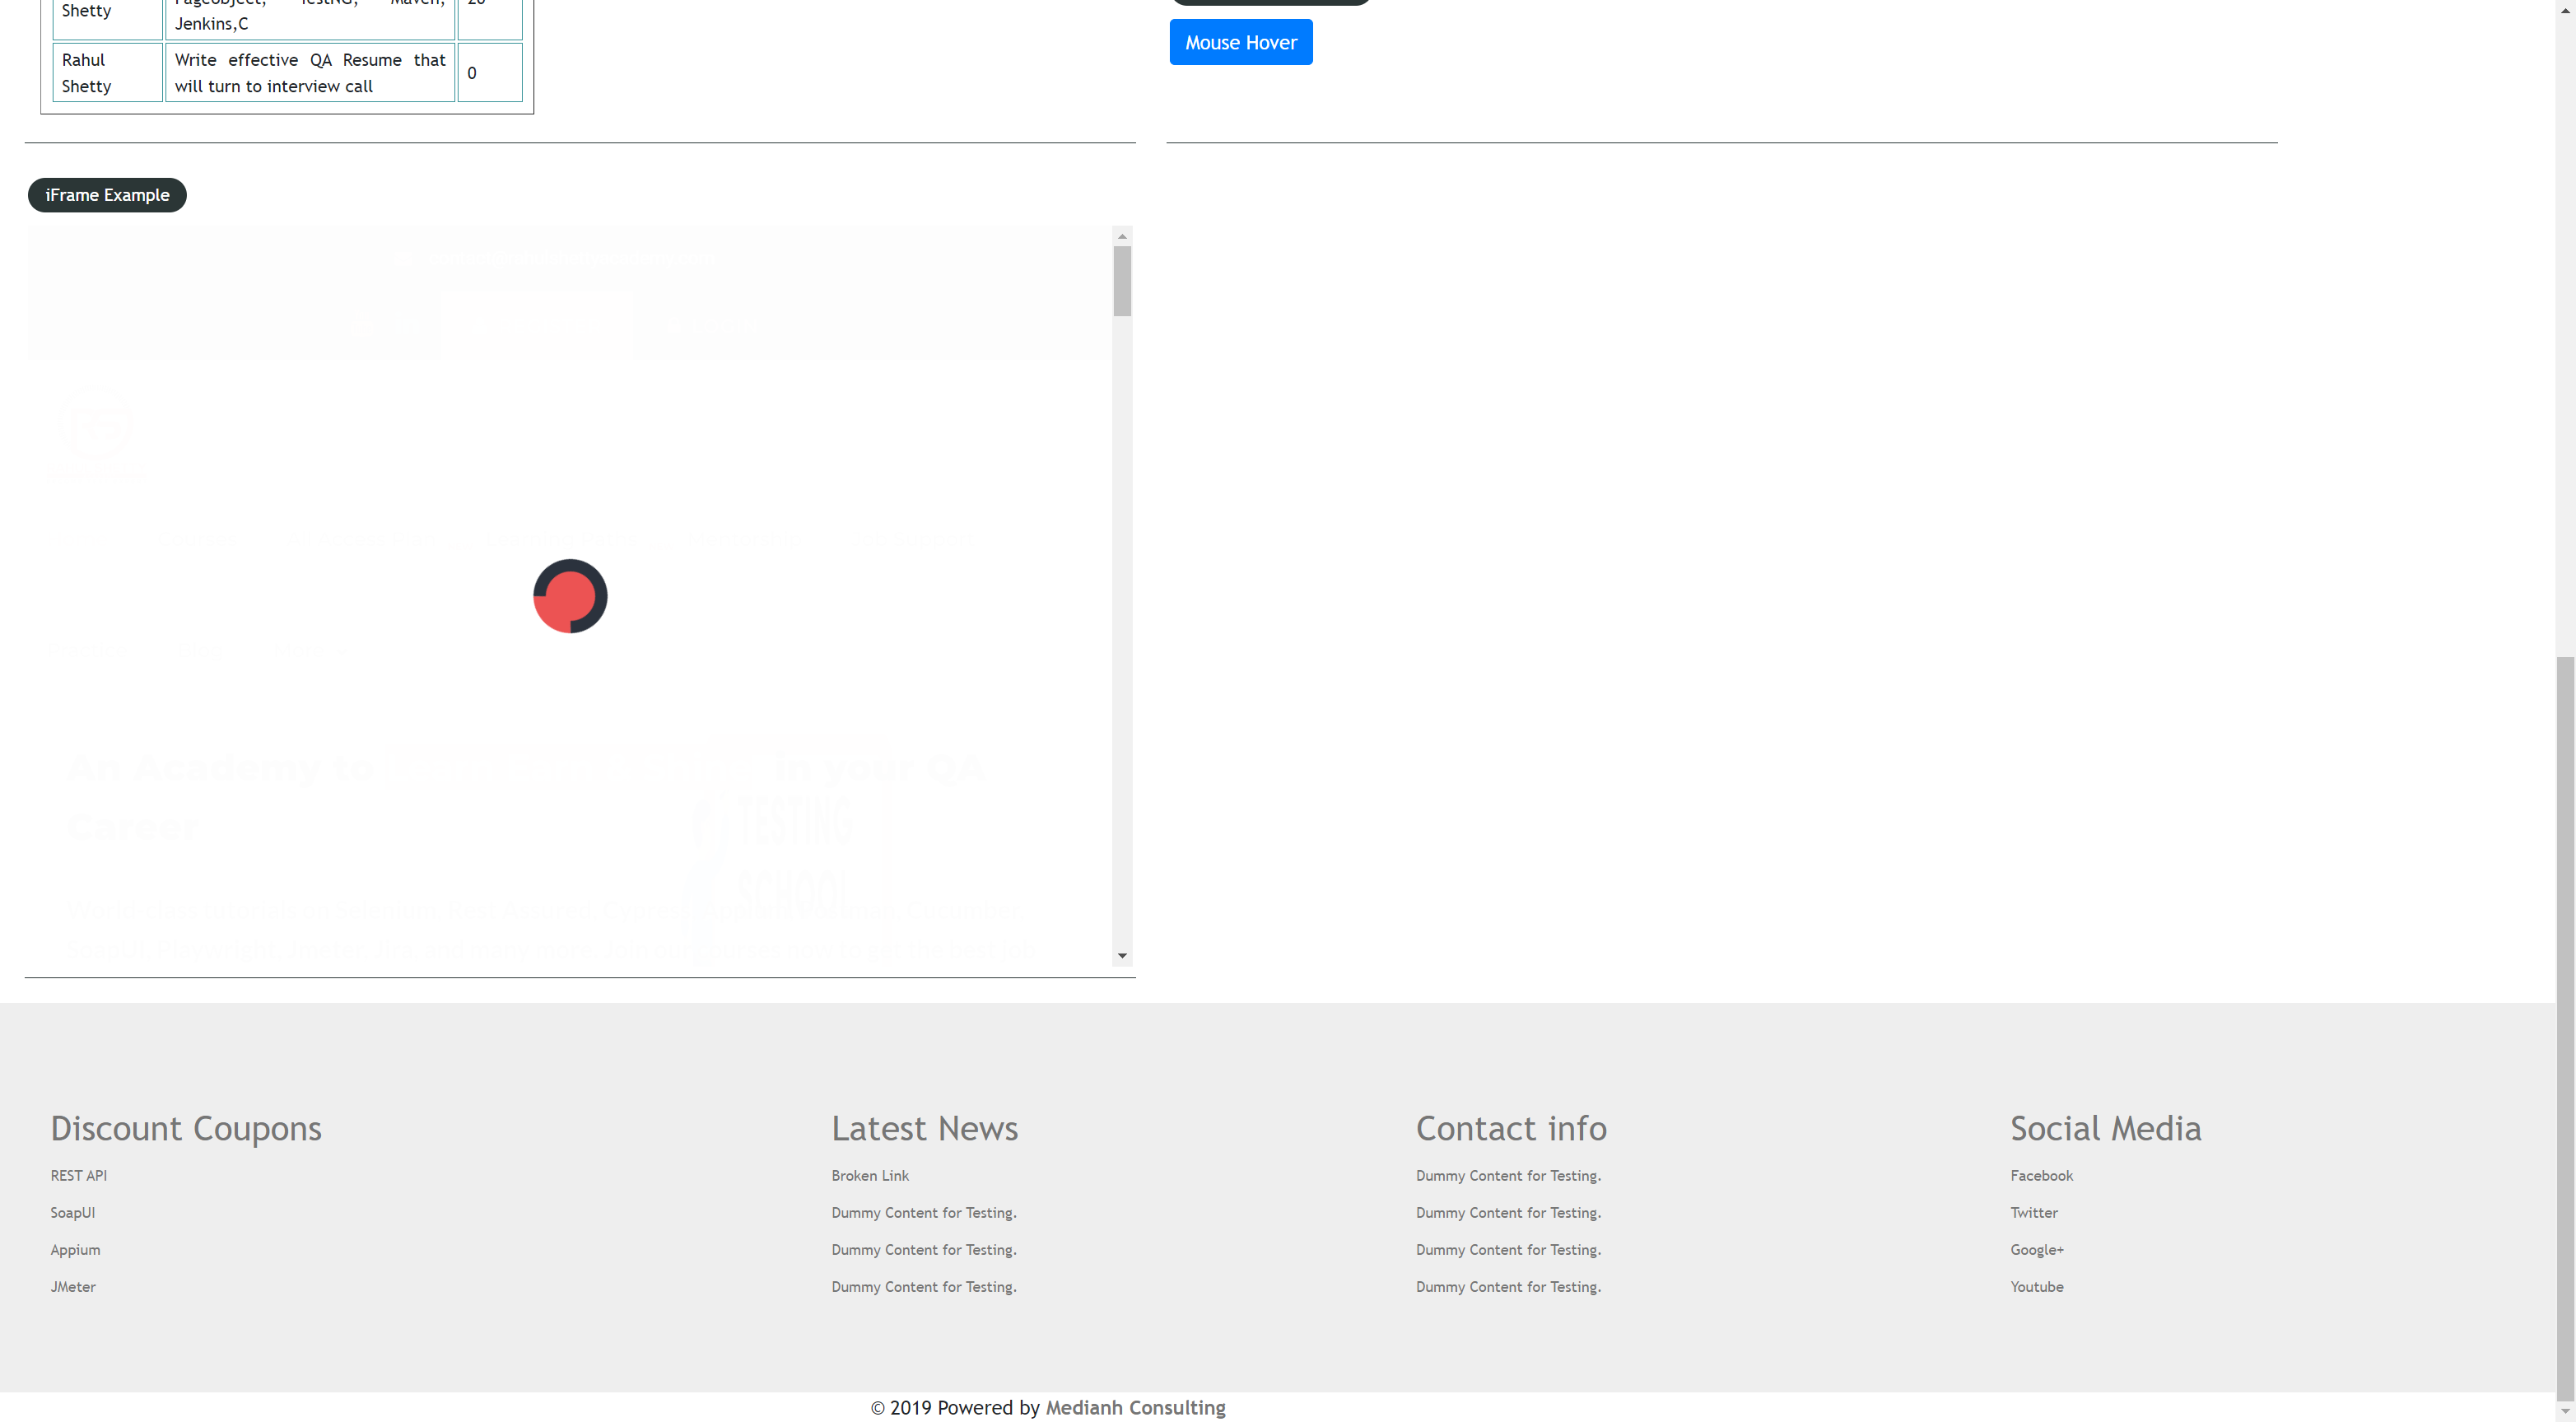 Shetty
Pageobject, TestNG, Maven,
20
Jenkins,C
Rahul
Shetty
Write effective QA Resume that
will turn to interview call
0
Mouse Hover
iFrame Example
An Academy to
in your QA
Career
TESTING
SCHOOL
Discount Coupons
REST API
SoapUI
Appium
JMeter
Latest News
Broken Link
Dummy Content for Testing.
Dummy Content for Testing.
Dummy Content for Testing.
Contact info
Dummy Content for Testing.
Dummy Content for Testing.
Dummy Content for Testing.
Dummy Content for Testing.
Social Media
Facebook
Twitter
Google+
Youtube
© 2019 Powered by Medianh Consulting